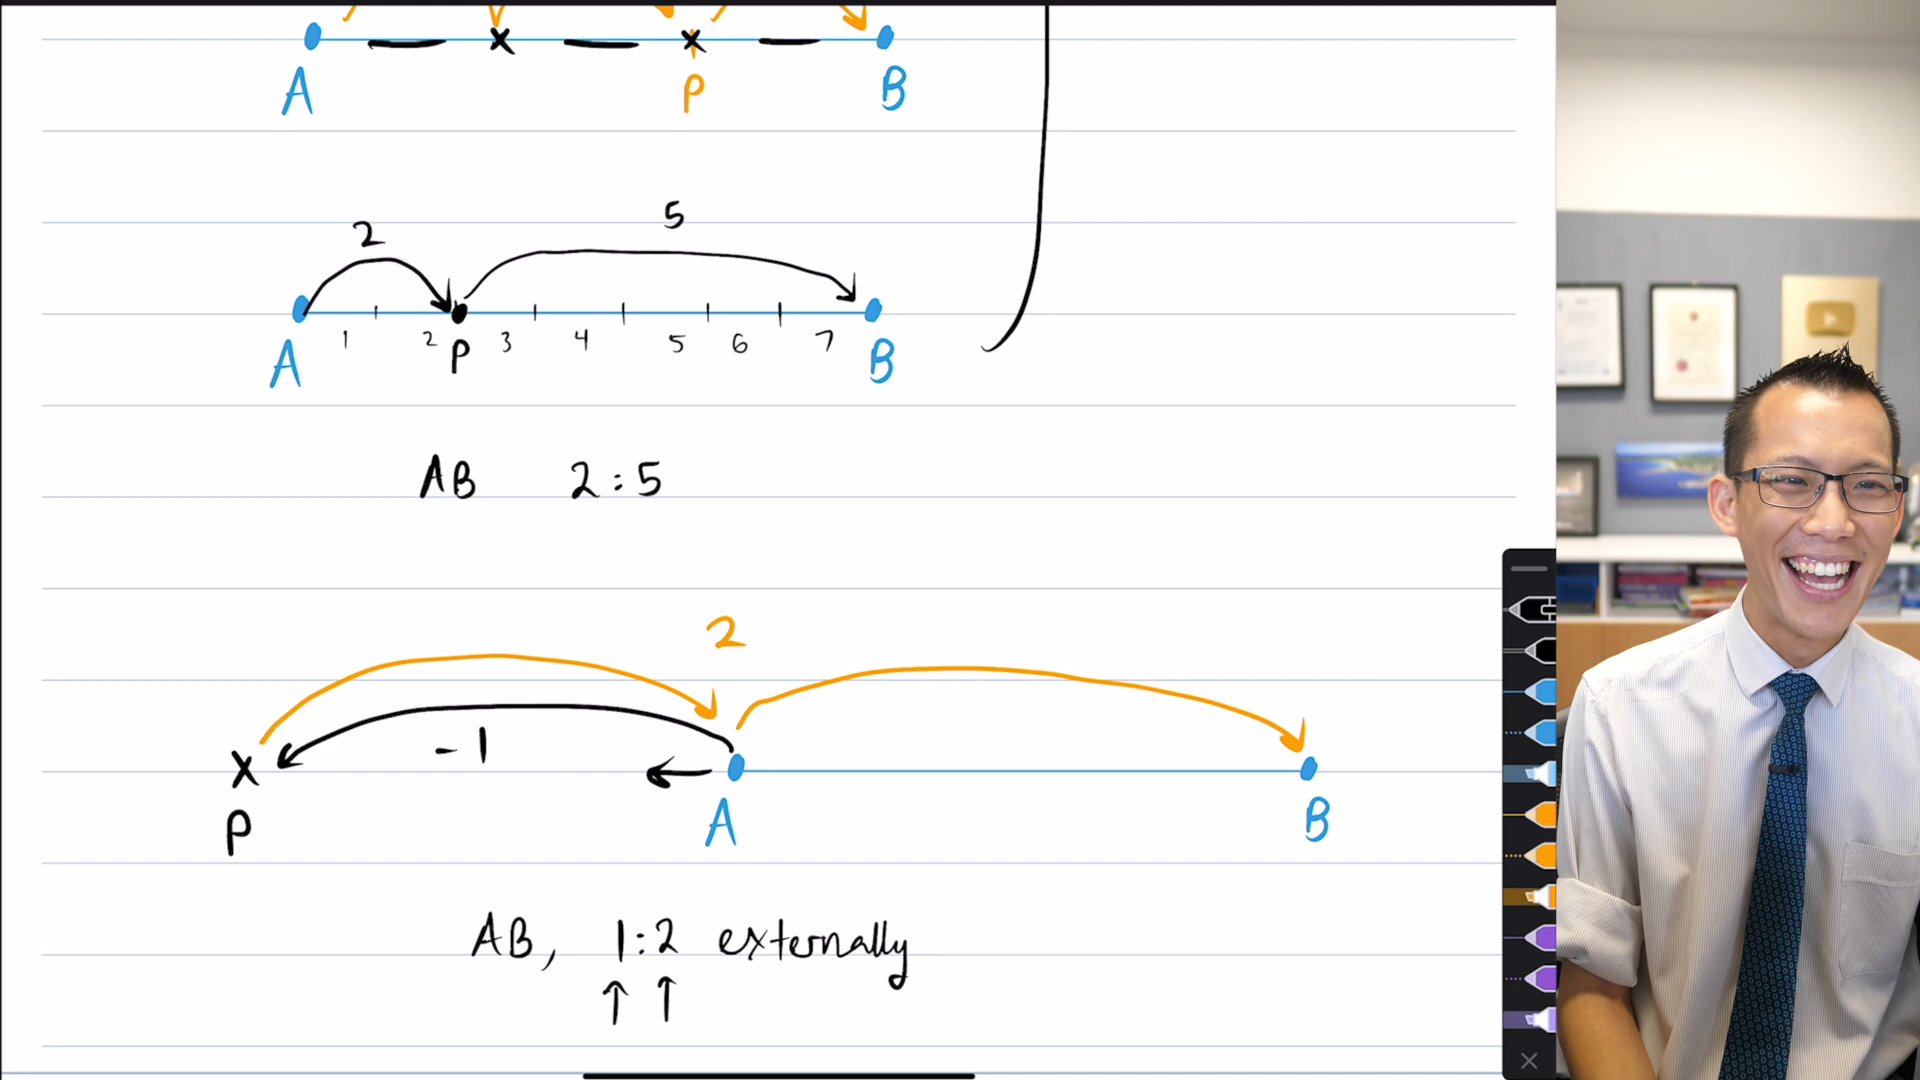 A P B
2 5
1 2 3 4 5 6 7
A P B
AB 2:5
2
-1
x
P A B
AB, 1:2 externally